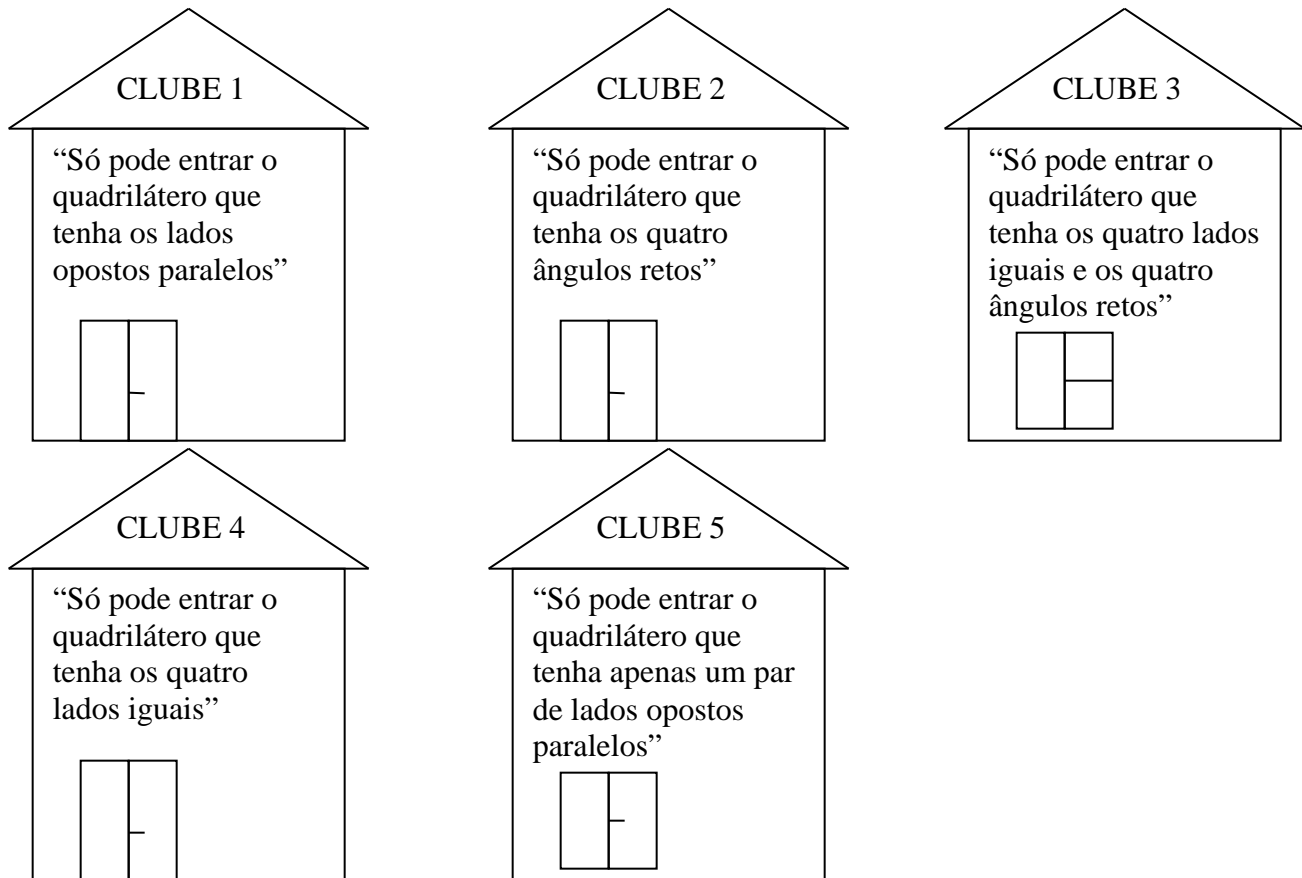 CLUBE 1
“Só pode entrar o
quadrilátero que
tenha os lados
opostos paralelos”
CLUBE 2
“Só pode entrar o
quadrilátero que
tenha os quatro
ângulos retos”
CLUBE 3
“Só pode entrar o
quadrilátero que
tenha os quatro lados
iguais e os quatro
ângulos retos”
CLUBE 4
“Só pode entrar o
quadrilátero que
tenha os quatro
lados iguais”
CLUBE 5
“Só pode entrar o
quadrilátero que
tenha apenas um par
de lados opostos
paralelos”